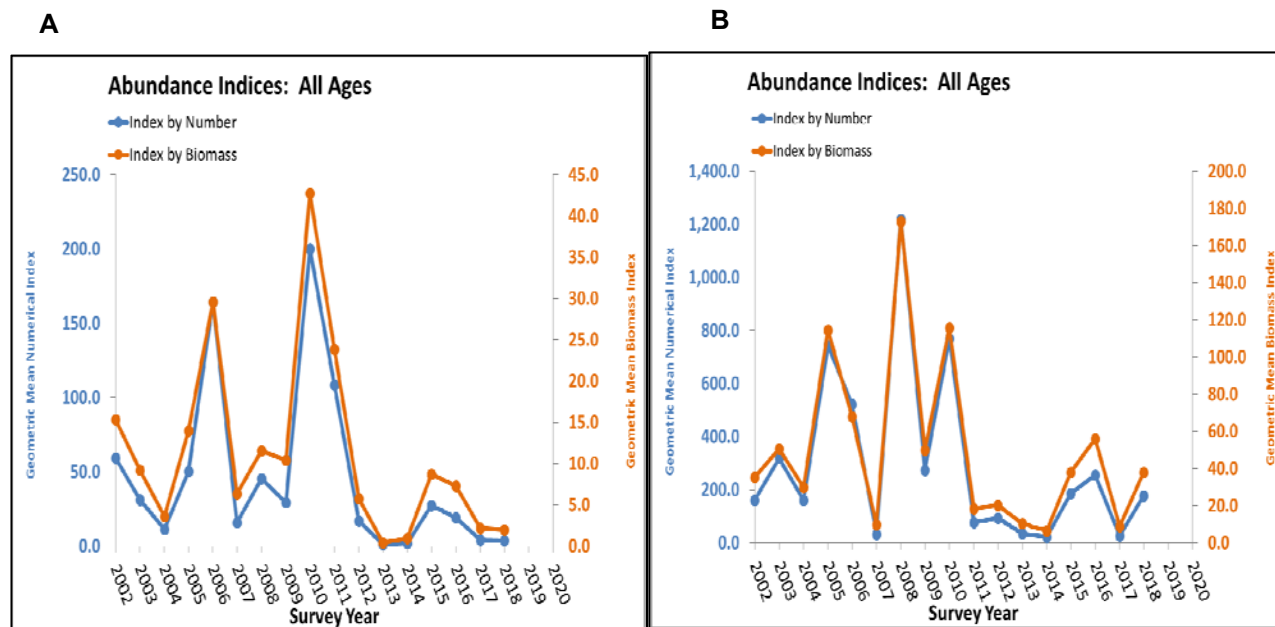 A
Abundance Indices: All Ages
Index by Number
Index by Biomass
Geometric Mean Numerical Index
250.0
200.0
150.0
100.0
50.0
0.0
45.0
40.0
35.0
30.0
25.0
20.0
15.0
10.0
5.0
0.0
Geometric Mean Biomass Index
2002 2003 2004 2005 2006 2007 2008 2009 2010 2011 2012 2013 2014 2015 2016 2017 2018 2019 2020
Survey Year
B
Abundance Indices: All Ages
Index by Number
Index by Biomass
Geometric Mean Numerical Index
1,400.0
1,200.0
1,000.0
800.0
600.0
400.0
200.0
0.0
200.0
180.0
160.0
140.0
120.0
100.0
80.0
60.0
40.0
20.0
0.0
Geometric Mean Biomass Index
2002 2003 2004 2005 2006 2007 2008 2009 2010 2011 2012 2013 2014 2015 2016 2017 2018 2019 2020
Survey Year